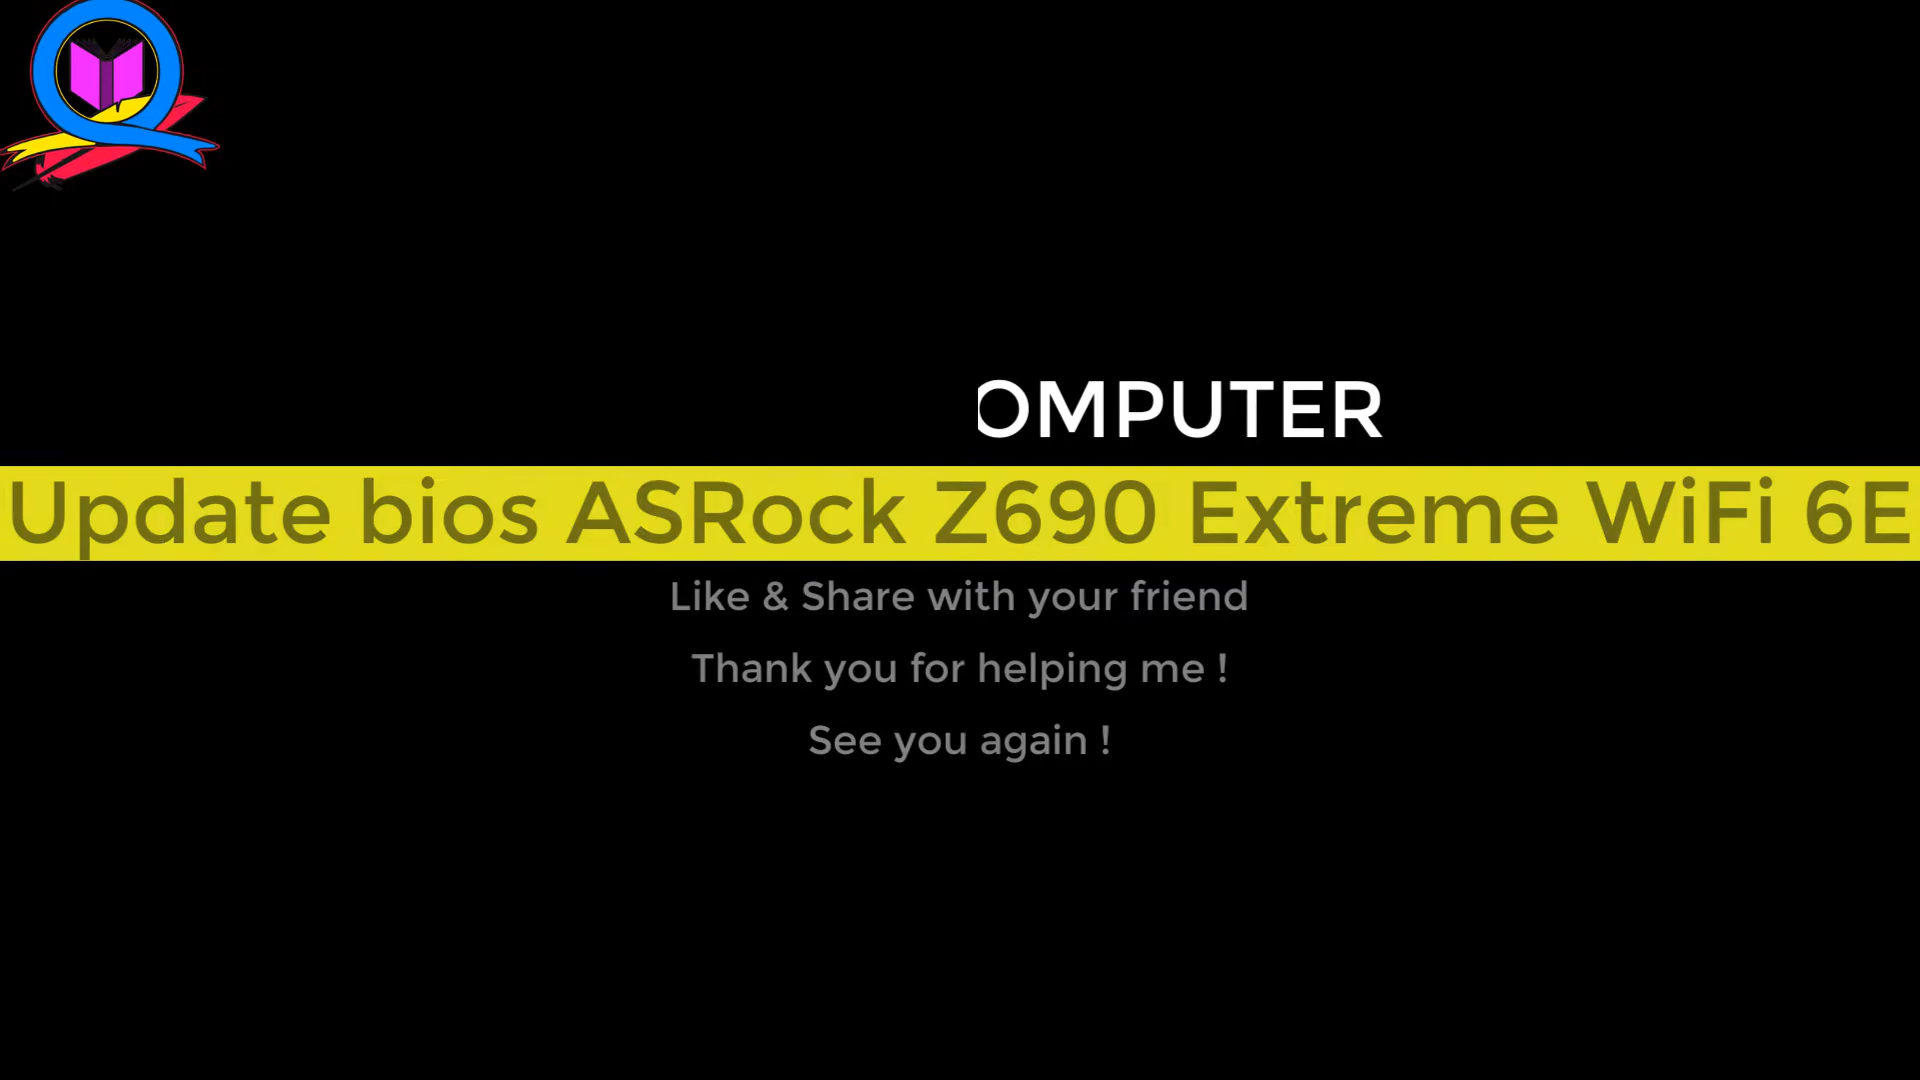 OMPUTER
Update bios ASRock Z690 Extreme WiFi 6E
Like & Share with your friend
Thank you for helping me !
See you again !